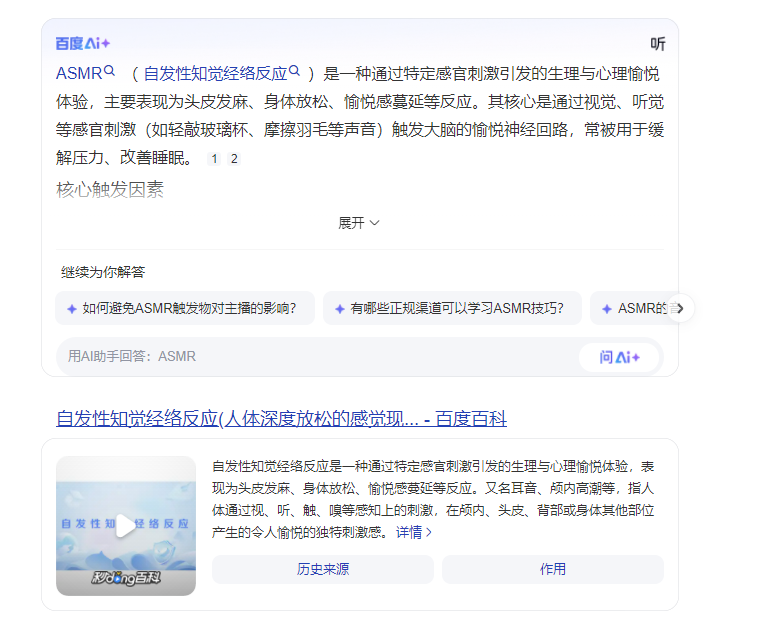 百度Ai+
听
ASMR（自发性知觉经络反应）是一种通过特定感官刺激引发的生理与心理愉悦
体验，主要表现为头皮发麻、身体放松、愉悦感蔓延等反应。其核心是通过视觉、听觉
等感官刺激（如轻敲玻璃杯、摩擦羽毛等声音）触发大脑的愉悦神经回路，常被用于缓
解压力、改善睡眠。 1 2
核心触发因素
展开
继续为你解答
如何避免ASMR触发物对主播的影响?
有哪些正规渠道可以学习ASMR技巧?
ASMR的
用AI助手回答：ASMR
问Ai+
自发性知觉经络反应(人体深度放松的感觉现... - 百度百科
自发性知 经络反应
秒dong百科
自发性知觉经络反应是一种通过特定感官刺激引发的生理与心理愉悦体验，表
现为头皮发麻、身体放松、愉悦感蔓延等反应。又名耳音、颅内高潮等，指人
体通过视、听、触、嗅等感知上的刺激，在颅内、头皮、背部或身体其他部位
产生的令人愉悦的独特刺激感。 详情
历史来源
作用